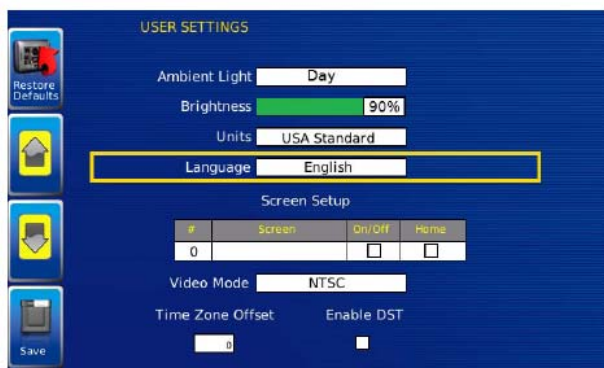 USER SETTINGS
Restore
Defaults
Ambient Light Day
Brightness 90%
Units USA Standard
Language English
Screen Setup
# Screen On/Off Home
0
Video Mode NTSC
Time Zone Offset Enable DST
0
Save